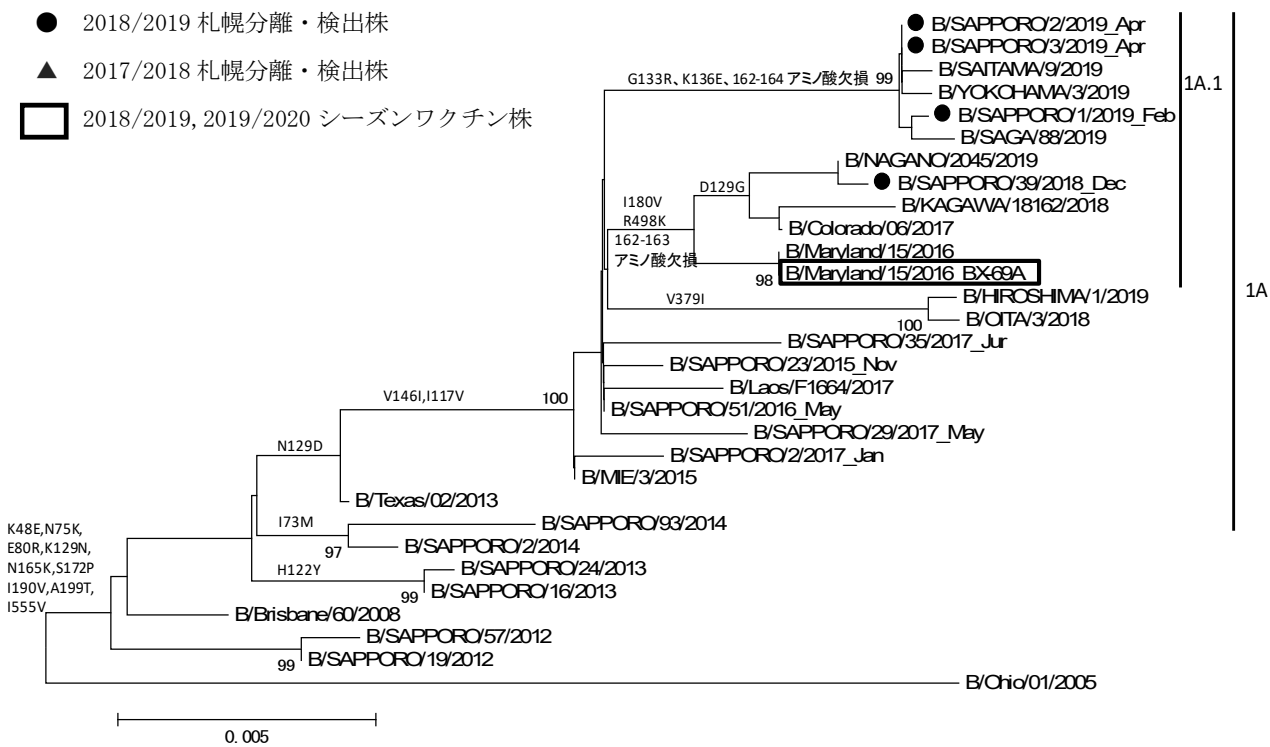 ● 2018/2019 札幌分離・検出株
▲ 2017/2018 札幌分離・検出株
2018/2019, 2019/2020 シーズンワクチン株
B/SAPPORO/2/2019_Apr
B/SAPPORO/3/2019_Apr
G133R、K136E、162-164 アミノ酸欠損
99
B/SAITAMA/9/2019
1A.1
B/YOKOHAMA/3/2019
B/SAPPORO/1/2019_Feb
B/SAGA/88/2019
B/NAGANO/2045/2019
D129G
B/SAPPORO/39/2018_Dec
I180V
R498K
162-163
アミノ酸欠損
B/KAGAWA/18162/2018
B/Colorado/06/2017
B/Maryland/15/2016
98
B/Maryland/15/2016 BX-69A
1A
V379I
B/HIROSHIMA/1/2019
100
B/OITA/3/2018
B/SAPPORO/35/2017_Jur
B/SAPPORO/23/2015_Nov
B/Laos/F1664/2017
V146I,I117V
100
B/SAPPORO/51/2016_May
B/SAPPORO/29/2017_May
N129D
B/SAPPORO/2/2017_Jan
B/MIE/3/2015
B/Texas/02/2013
K48E,N75K,
E80R,K129N,
N165K,S172P
I190V,A199T,
I555V
I73M
B/SAPPORO/93/2014
97
B/SAPPORO/2/2014
H122Y
B/SAPPORO/24/2013
99
B/SAPPORO/16/2013
B/Brisbane/60/2008
B/SAPPORO/57/2012
99
B/SAPPORO/19/2012
B/Ohio/01/2005
0.005